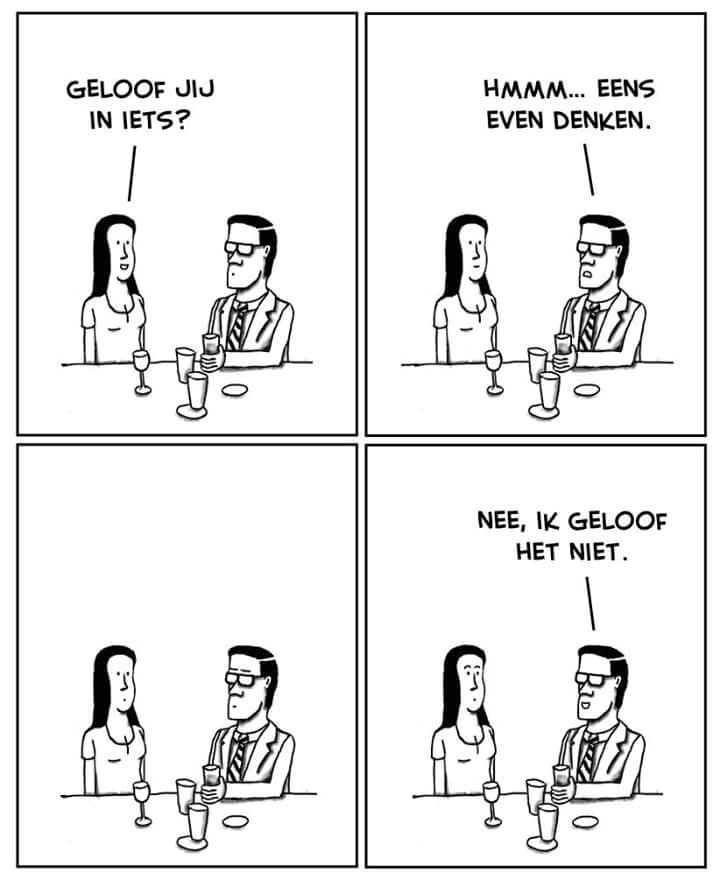 GELOOF JIJ
IN IETS?
HMMM... EENS
EVEN DENKEN.
NEE, IK GELOOF
HET NIET.